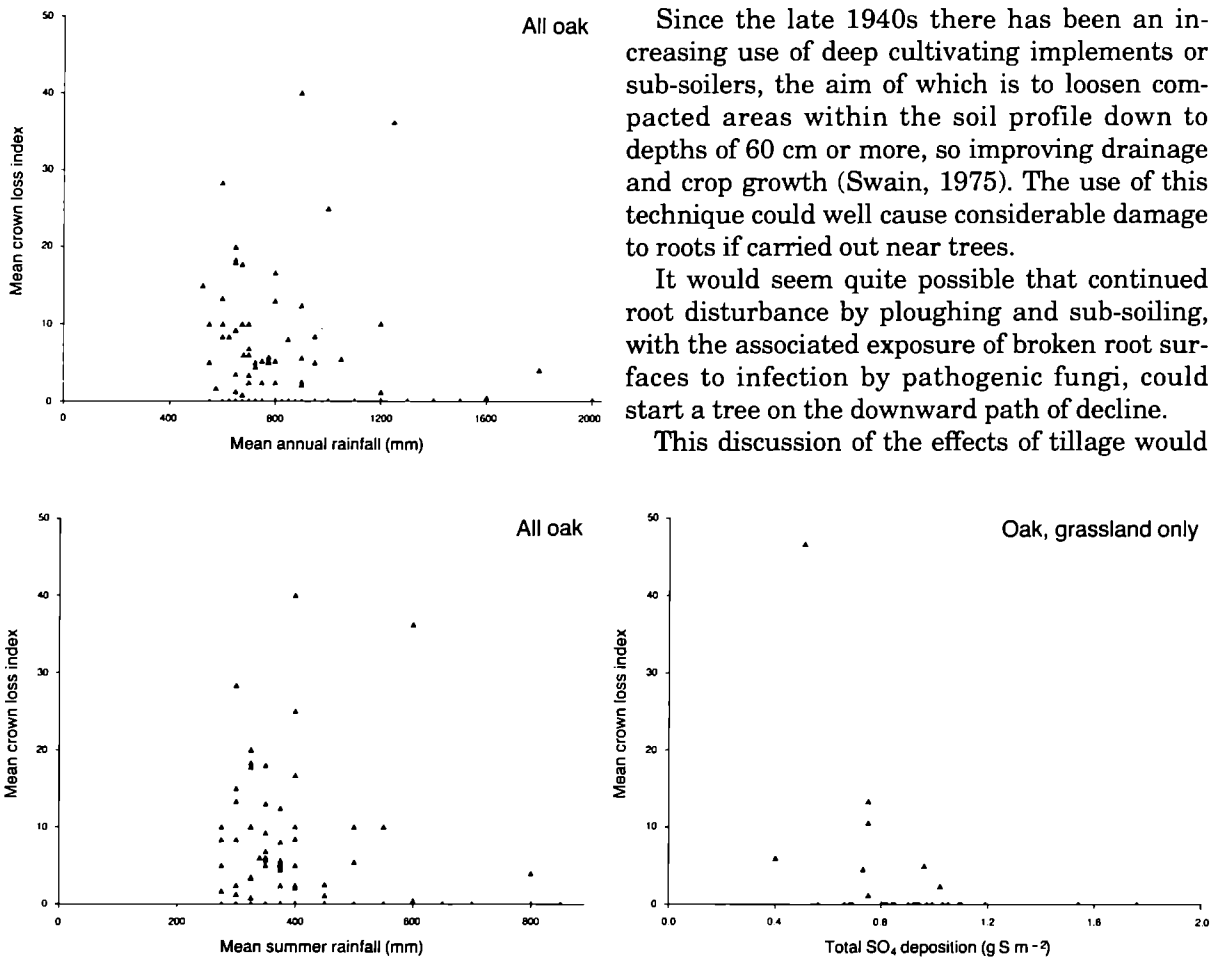 All oak
50
40
30
20
10
0
Mean crown loss index
0 400 800 1200 1600 2000
Mean annual rainfall (mm)
Since the late 1940s there has been an in-
creasing use of deep cultivating implements or
sub-soilers, the aim of which is to loosen com-
pacted areas within the soil profile down to
depths of 60 cm or more, so improving drainage
and crop growth (Swain, 1975). The use of this
technique could well cause considerable damage
to roots if carried out near trees.
It would seem quite possible that continued
root disturbance by ploughing and sub-soiling,
with the associated exposure of broken root sur-
faces to infection by pathogenic fungi, could
start a tree on the downward path of decline.
This discussion of the effects of tillage would
All oak
50
40
30
20
10
0
Mean crown loss index
0 200 400 600 800
Mean summer rainfall (mm)
Oak, grassland only
50
40
30
20
10
0
Mean crown loss index
0.0 0.4 0.8 1.2 1.6 2.0
Total SO₄ deposition (g S m⁻²)